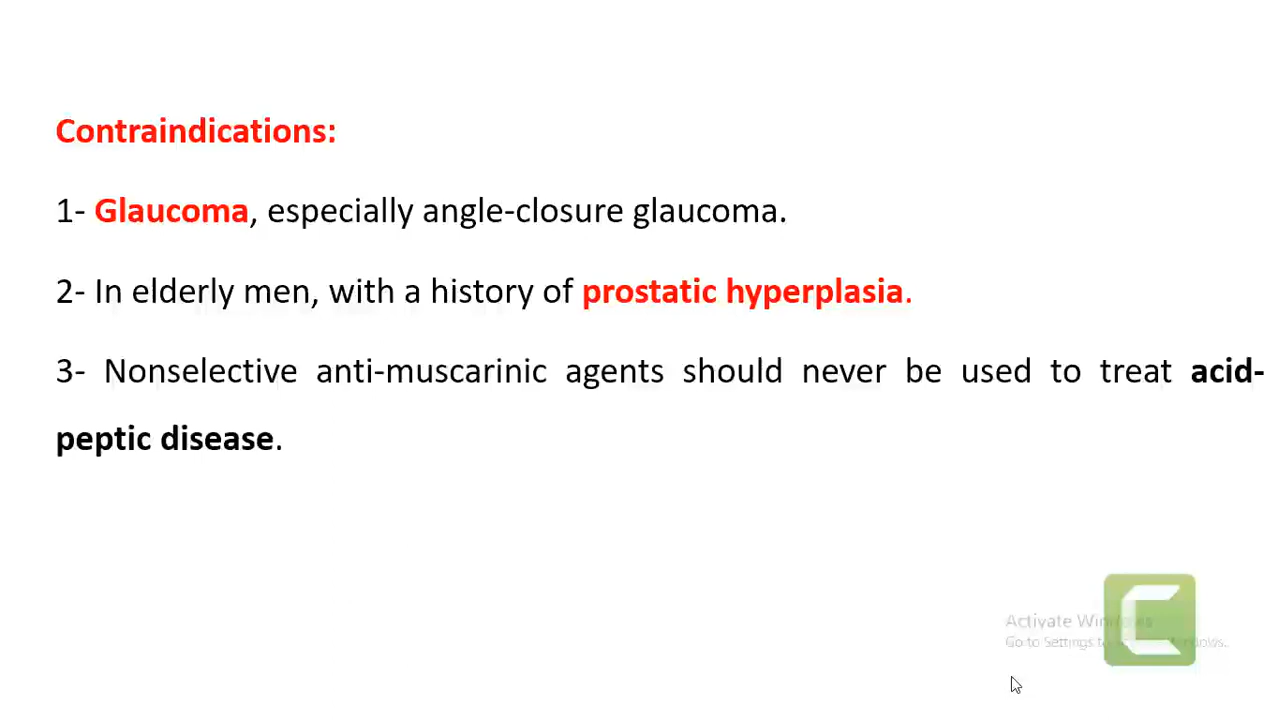 Contraindications:
1- Glaucoma, especially angle-closure glaucoma.
2- In elderly men, with a history of prostatic hyperplasia.
3- Nonselective anti-muscarinic agents should never be used to treat acid-
peptic disease.
Activate Windows
Go to Settings to Windows.